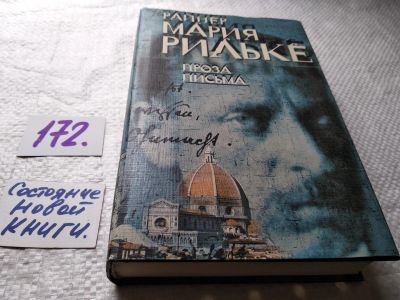 РАЙНЕР
МАРИЯ
РИЛЬКЕ
ПРОЗА
ПИСЬМА
172.
Состояние
новой
КНИГИ.